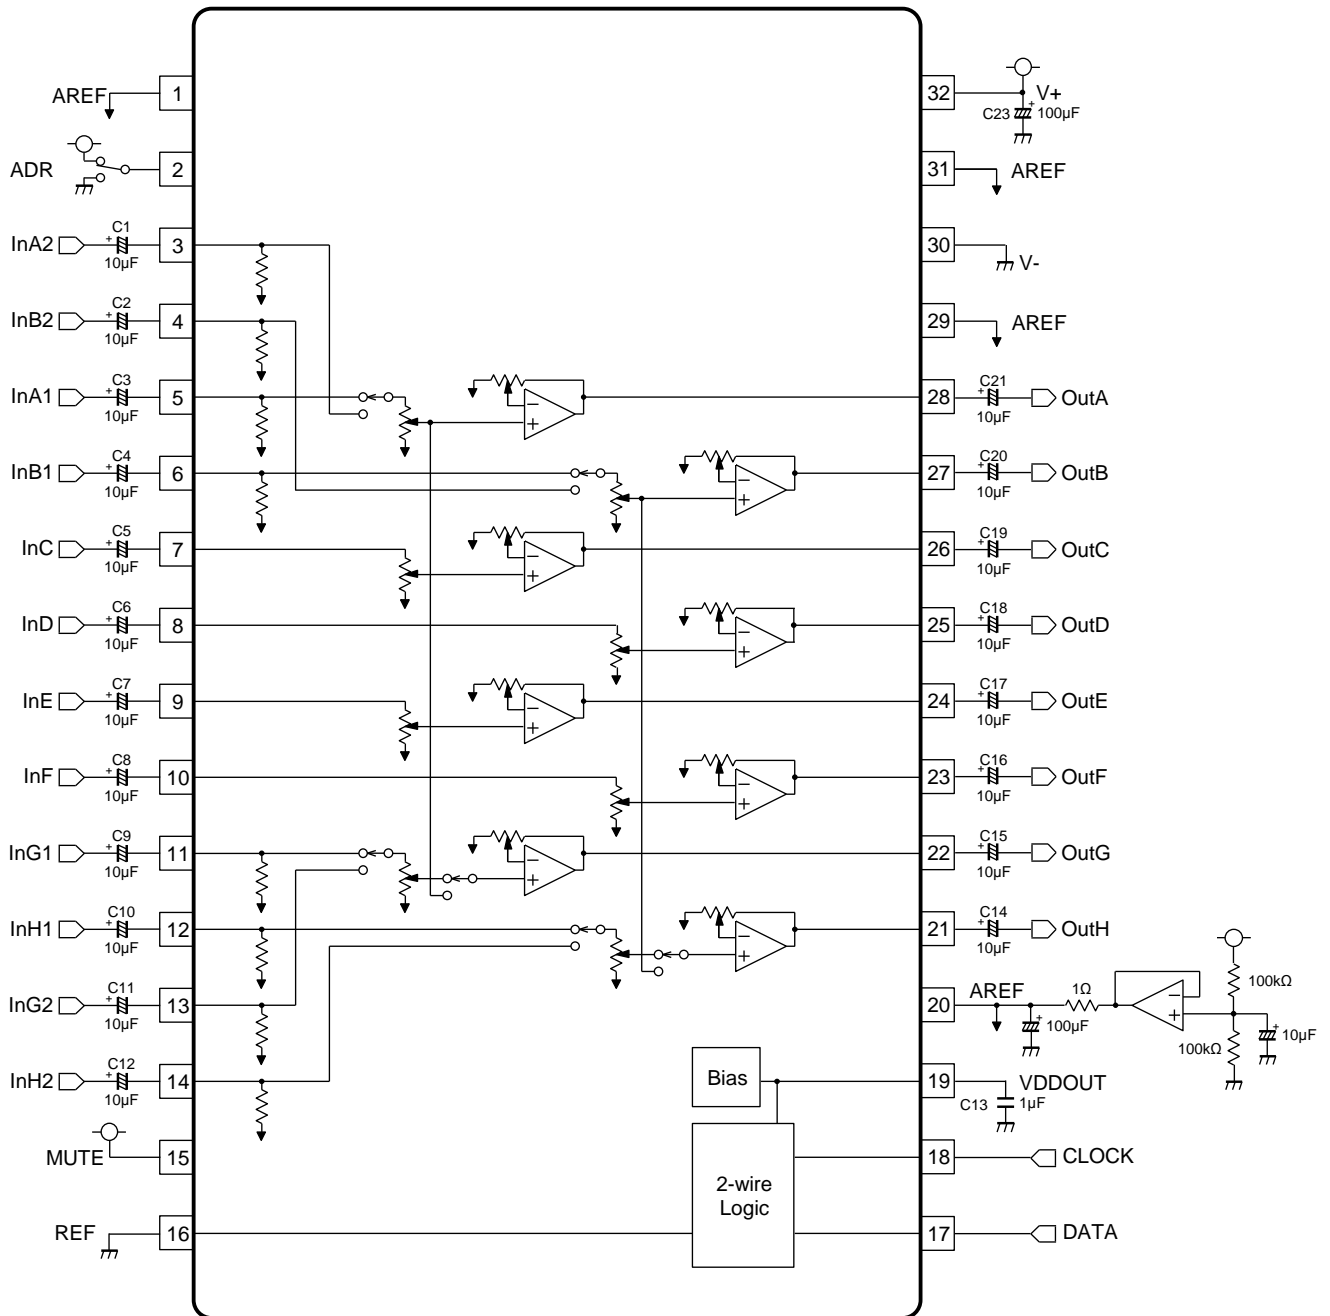 AREF 1 32 V+
C23 + 100µF
ADR 2 31 AREF
InA2 + C1 10µF 3 30 V-
InB2 + C2 10µF 4 29 AREF
InA1 + C3 10µF 5 − + 28 + C21 10µF OutA
InB1 + C4 10µF 6 − + 27 + C20 10µF OutB
InC + C5 10µF 7 − + 26 + C19 10µF OutC
InD + C6 10µF 8 − + 25 + C18 10µF OutD
InE + C7 10µF 9 − + 24 + C17 10µF OutE
InF + C8 10µF 10 − + 23 + C16 10µF OutF
InG1 + C9 10µF 11 − + 22 + C15 10µF OutG
InH1 + C10 10µF 12 − + 21 + C14 10µF OutH
InG2 + C11 10µF 13 20 AREF 1Ω − + 100kΩ
+ 100µF 100kΩ + 10µF
InH2 + C12 10µF 14 Bias 19 VDDOUT
C13 1µF
MUTE 15 18 CLOCK
2-wire
Logic
REF 16 17 DATA